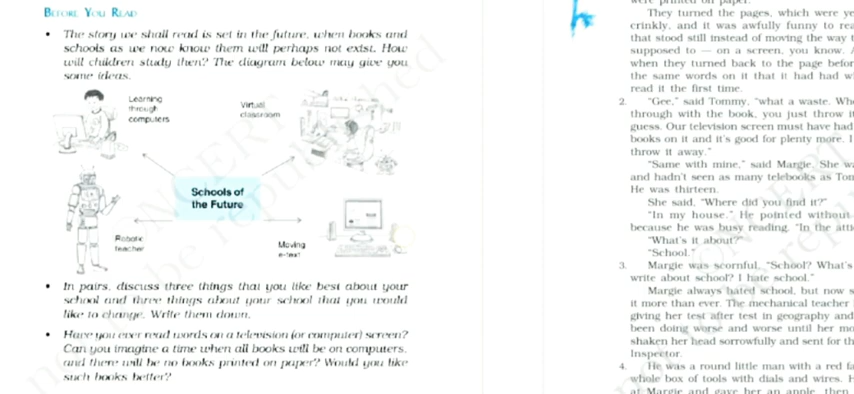 BEFORE YOU READ
• The story we shall read is set in the future, when books and
schools as we now know them will perhaps not exist. How
will children study then? The diagram below may give you
some ideas.
Learning
through
computers
Virtual
classroom
Schools of
the Future
Robotic
teacher
Moving
e-text
• In pairs, discuss three things that you like best about your
school and three things about your school that you would
like to change. Write them down.
• Have you ever read words on a television (or computer) screen?
Can you imagine a time when all books will be on computers,
and there will be no books printed on paper? Would you like
such books better?
were printed on paper.
They turned the pages, which were
crinkly, and it was awfully funny to
that stood still instead of moving the way
supposed to — on a screen, you know.
when they turned back to the page
the same words on it that it had had
read it the first time.
2. "Gee," said Tommy, "what a waste.
through with the book, you just throw
guess. Our television screen must have had
books on it and it's good for plenty more. I
throw it away."
"Same with mine," said Margie. She
and hadn't seen as many telebooks as
He was thirteen.
She said, "Where did you find it?"
"In my house." He pointed without
because he was busy reading. "In the
"What's it about?"
"School."
3. Margie was scornful. "School? What's
write about school? I hate school."
Margie always hated school, but now
it more than ever. The mechanical teacher
giving her test after test in geography and
been doing worse and worse until her
shaken her head sorrowfully and sent for
Inspector.
4. He was a round little man with a red
whole box of tools with dials and wires.
at Margie and gave her an apple, then